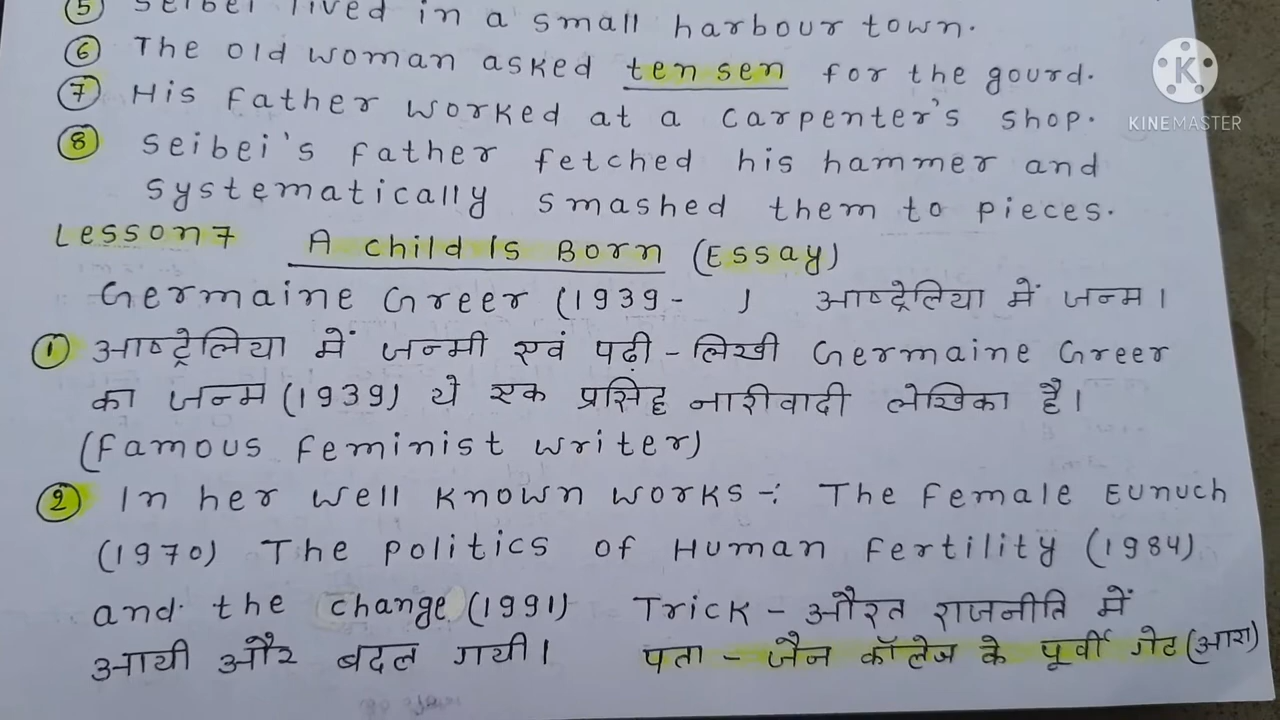 5 Seibei lived in a small harbour town.
6 The old woman asked ten sen for the gourd.
7 His father worked at a carpenter's shop.
8 Seibei's father fetched his hammer and
systematically smashed them to pieces.
Lesson 7 A child Is Born (Essay)
Germaine Greer (1939- ) आष्ट्रेलिया में जन्म।
1 आष्ट्रेलिया में जन्मी एवं पढ़ी-लिखी Germaine Greer
का जन्म (1939) ये एक प्रसिद्ध नारीवादी लेखिका है।
(Famous Feminist writer)
2 In her well known works-: The Female Eunuch
(1970) The politics of Human Fertility (1984)
and the change (1991) Trick - औरत राजनीति में
आयी और बदल गयी। पता - जैन कॉलेज के पूर्वी गेट (आरा)
K
KINEMASTER